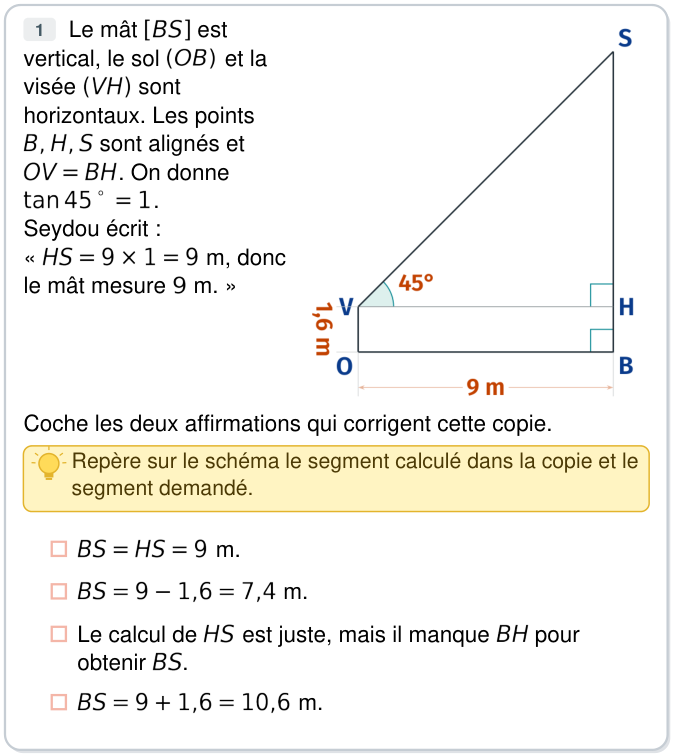 1 Le mât [BS] est
vertical, le sol (OB) et la
visée (VH) sont
horizontaux. Les points
B, H, S sont alignés et
OV = BH. On donne
tan 45° = 1.
Seydou écrit :
« HS = 9 × 1 = 9 m, donc
le mât mesure 9 m. »
S
45°
V
H
1,6 m
O
B
9 m
Coche les deux affirmations qui corrigent cette copie.
Repère sur le schéma le segment calculé dans la copie et le
segment demandé.
BS = HS = 9 m.
BS = 9 − 1,6 = 7,4 m.
Le calcul de HS est juste, mais il manque BH pour
obtenir BS.
BS = 9 + 1,6 = 10,6 m.